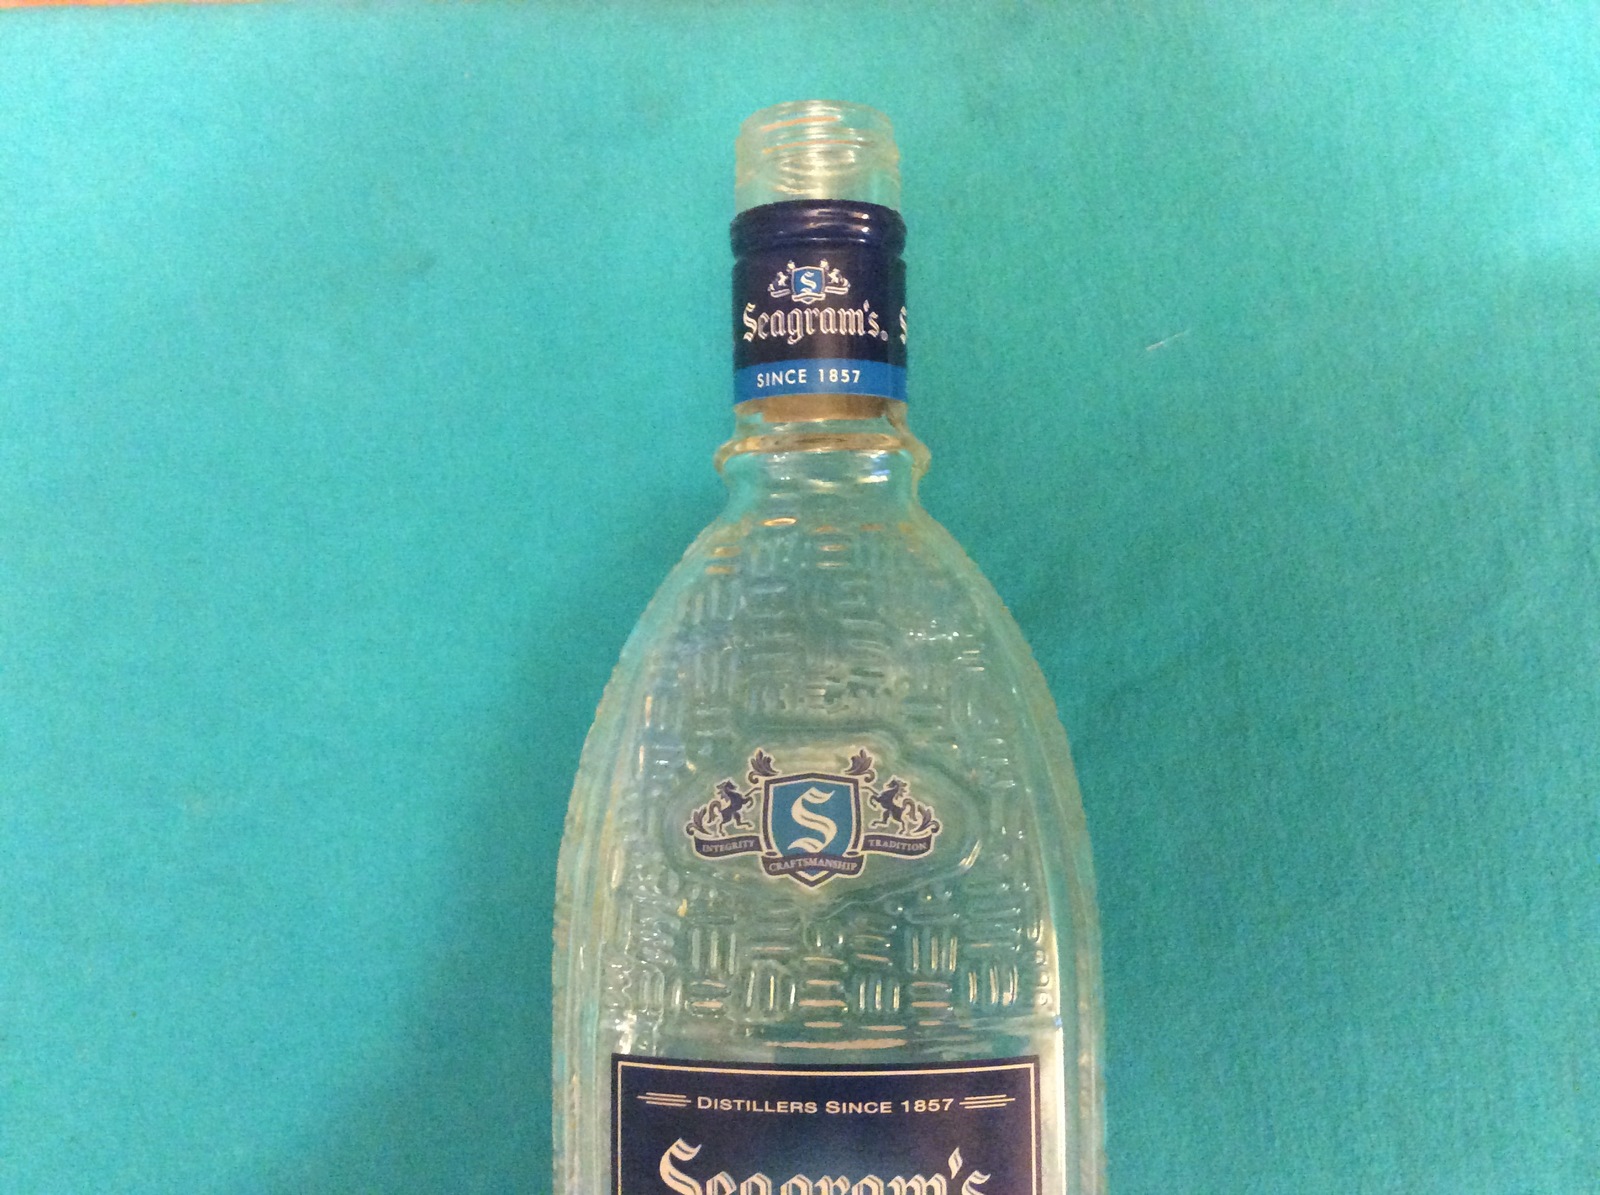 S
Seagram's
SINCE 1857
S
INTEGRITY
TRADITION
CRAFTSMANSHIP
DISTILLERS SINCE 1857
Seagram's